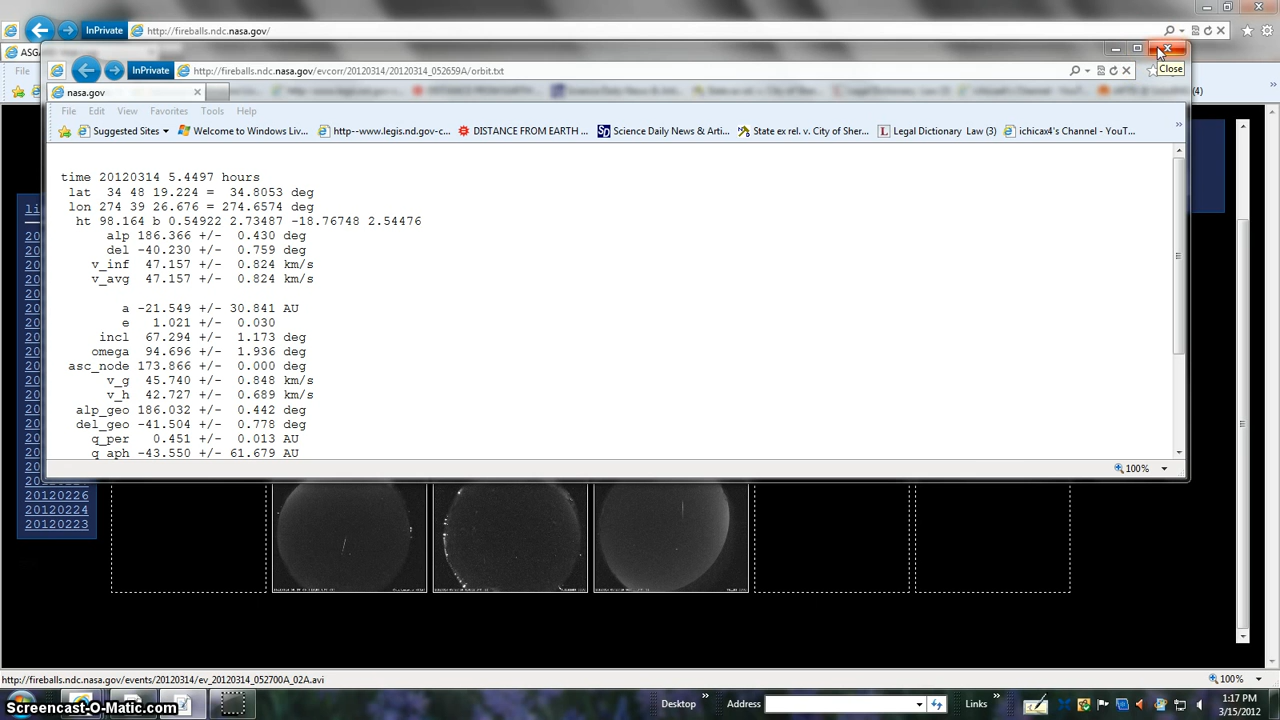 InPrivate http://fireballs.ndc.nasa.gov/
InPrivate http://fireballs.ndc.nasa.gov/evcorr/20120314/20120314_052659A/orbit.txt
Close
nasa.gov
(4)
File
File Edit View Favorites Tools Help
Suggested Sites Welcome to Windows Liv... http--www.legis.nd.gov-c... DISTANCE FROM EARTH ... Science Daily News & Arti... State ex rel. v. City of Sher... Legal Dictionary Law (3) ichicax4's Channel - YouT...
time 20120314 5.4497 hours
lat 34 48 19.224 = 34.8053 deg
lon 274 39 26.676 = 274.6574 deg
ht 98.164 b 0.54922 2.73487 -18.76748 2.54476
alp 186.366 +/- 0.430 deg
del -40.230 +/- 0.759 deg
v_inf 47.157 +/- 0.824 km/s
v_avg 47.157 +/- 0.824 km/s
a -21.549 +/- 30.841 AU
e 1.021 +/- 0.030
incl 67.294 +/- 1.173 deg
omega 94.696 +/- 1.936 deg
asc_node 173.866 +/- 0.000 deg
v_g 45.740 +/- 0.848 km/s
v_h 42.727 +/- 0.689 km/s
alp_geo 186.032 +/- 0.442 deg
del_geo -41.504 +/- 0.778 deg
q_per 0.451 +/- 0.013 AU
q_aph -43.550 +/- 61.679 AU
100%
20120226
20120224
20120223
http://fireballs.ndc.nasa.gov/events/20120314/ev_20120314_052700A_02A.avi
100%
Screencast-O-Matic.com
Desktop
Address
Links
1:17 PM
3/15/2012